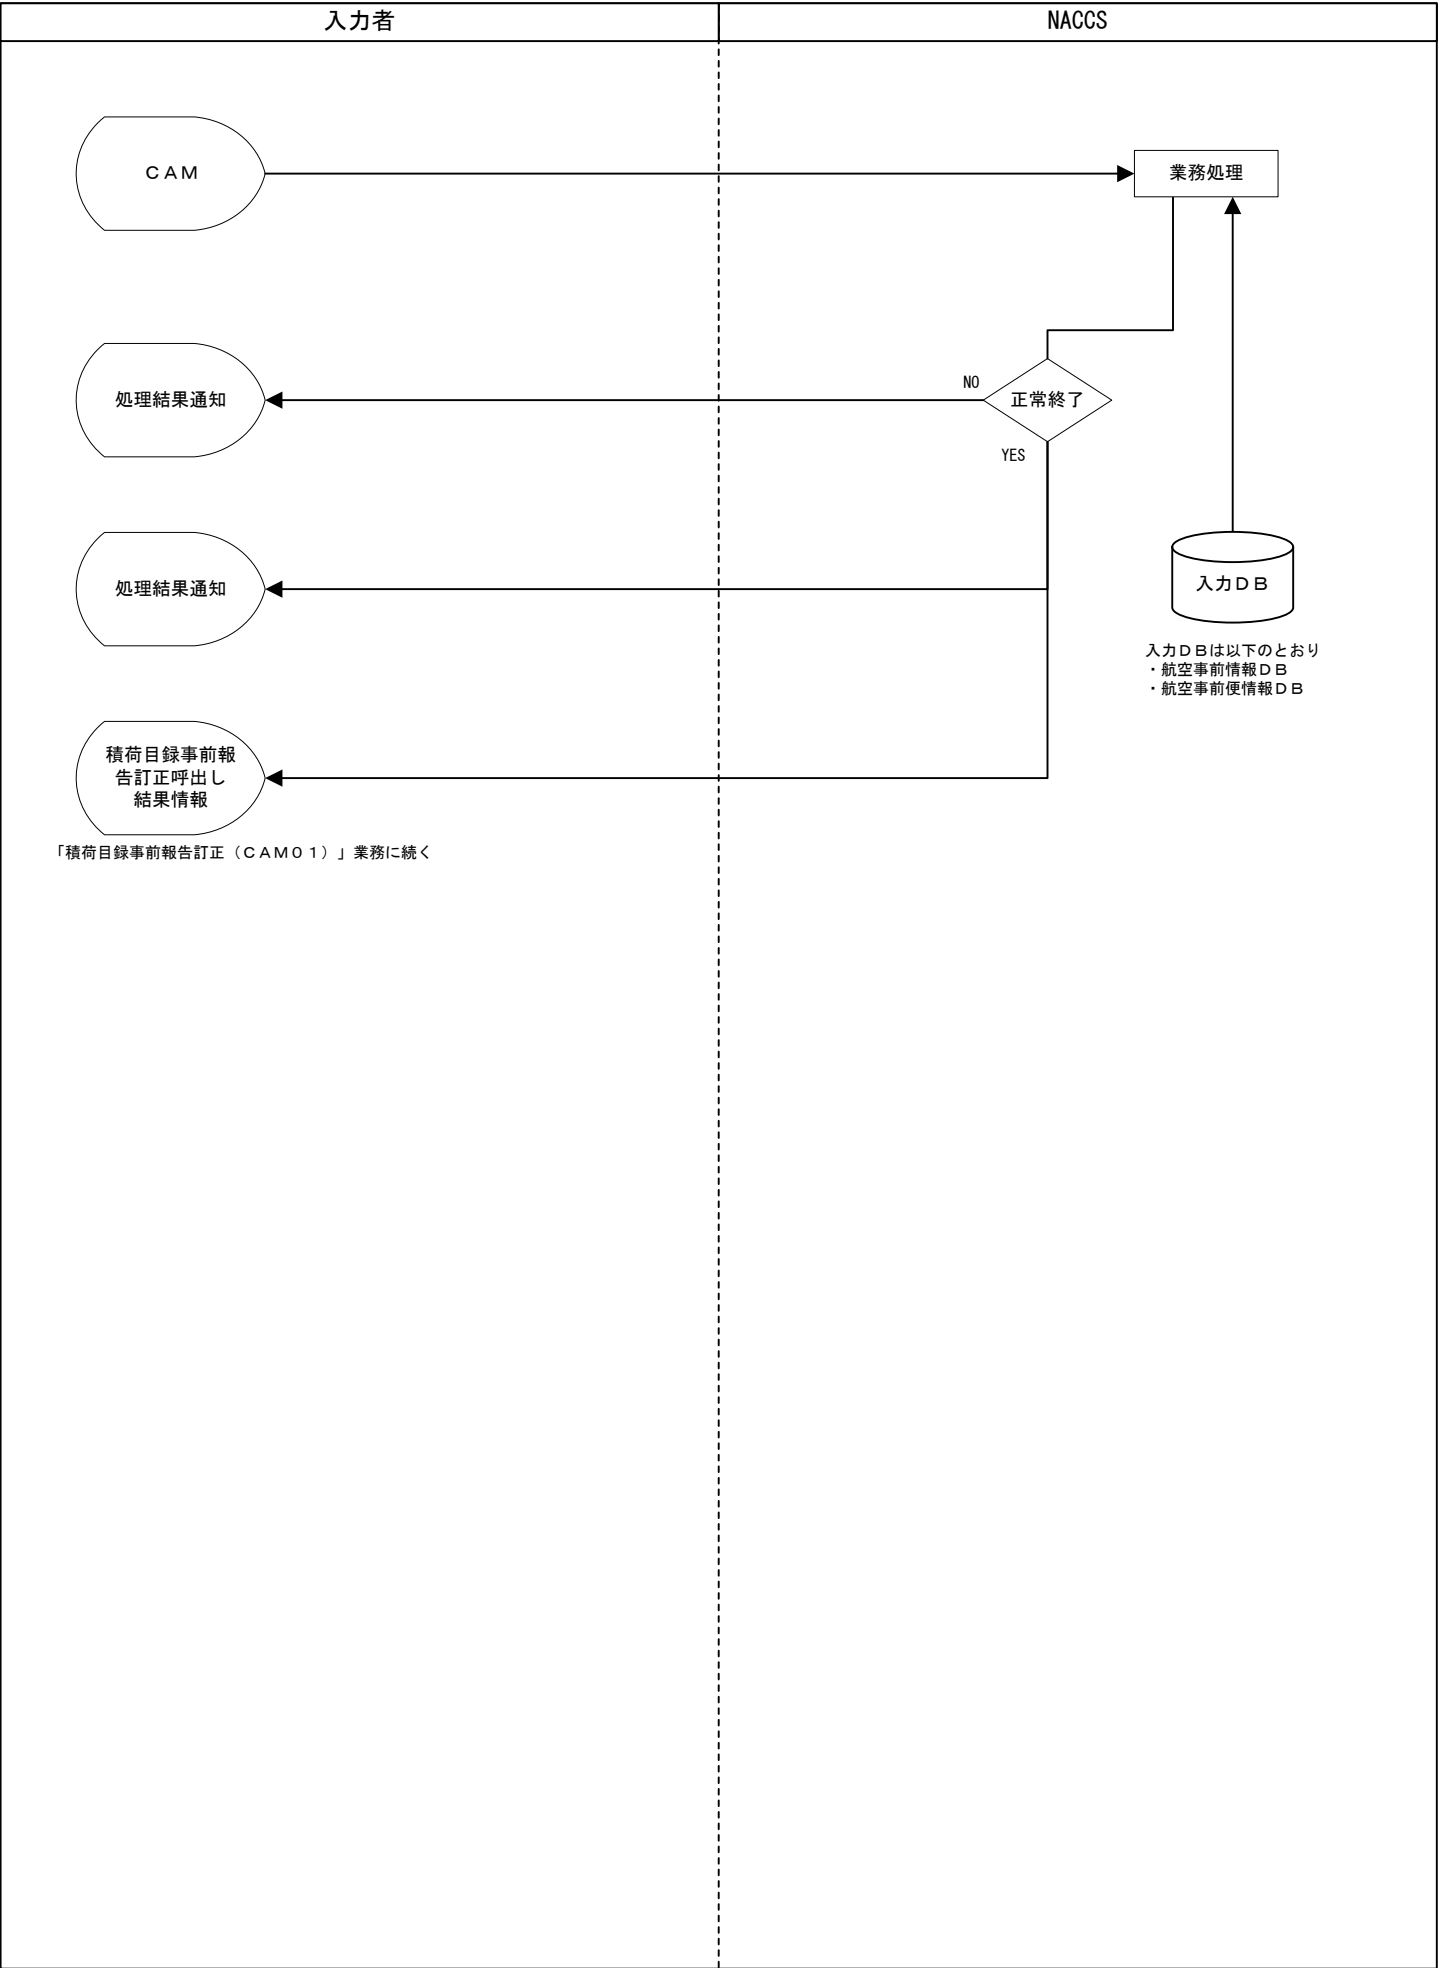 入力者
NACCS
ＣＡＭ
業務処理
処理結果通知
NO
正常終了
YES
処理結果通知
入力ＤＢ
入力ＤＢは以下のとおり
・航空事前情報ＤＢ
・航空事前便情報ＤＢ
積荷目録事前報
告訂正呼出し
結果情報
「積荷目録事前報告訂正（ＣＡＭ０１）」業務に続く